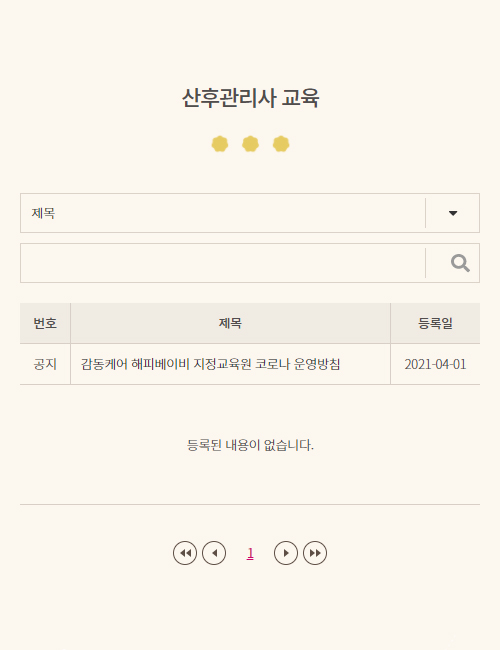 산후관리사 교육
제목
번호 제목 등록일
공지 감동케어 해피베이비 지정교육원 코로나 운영방침 2021-04-01
등록된 내용이 없습니다.
1